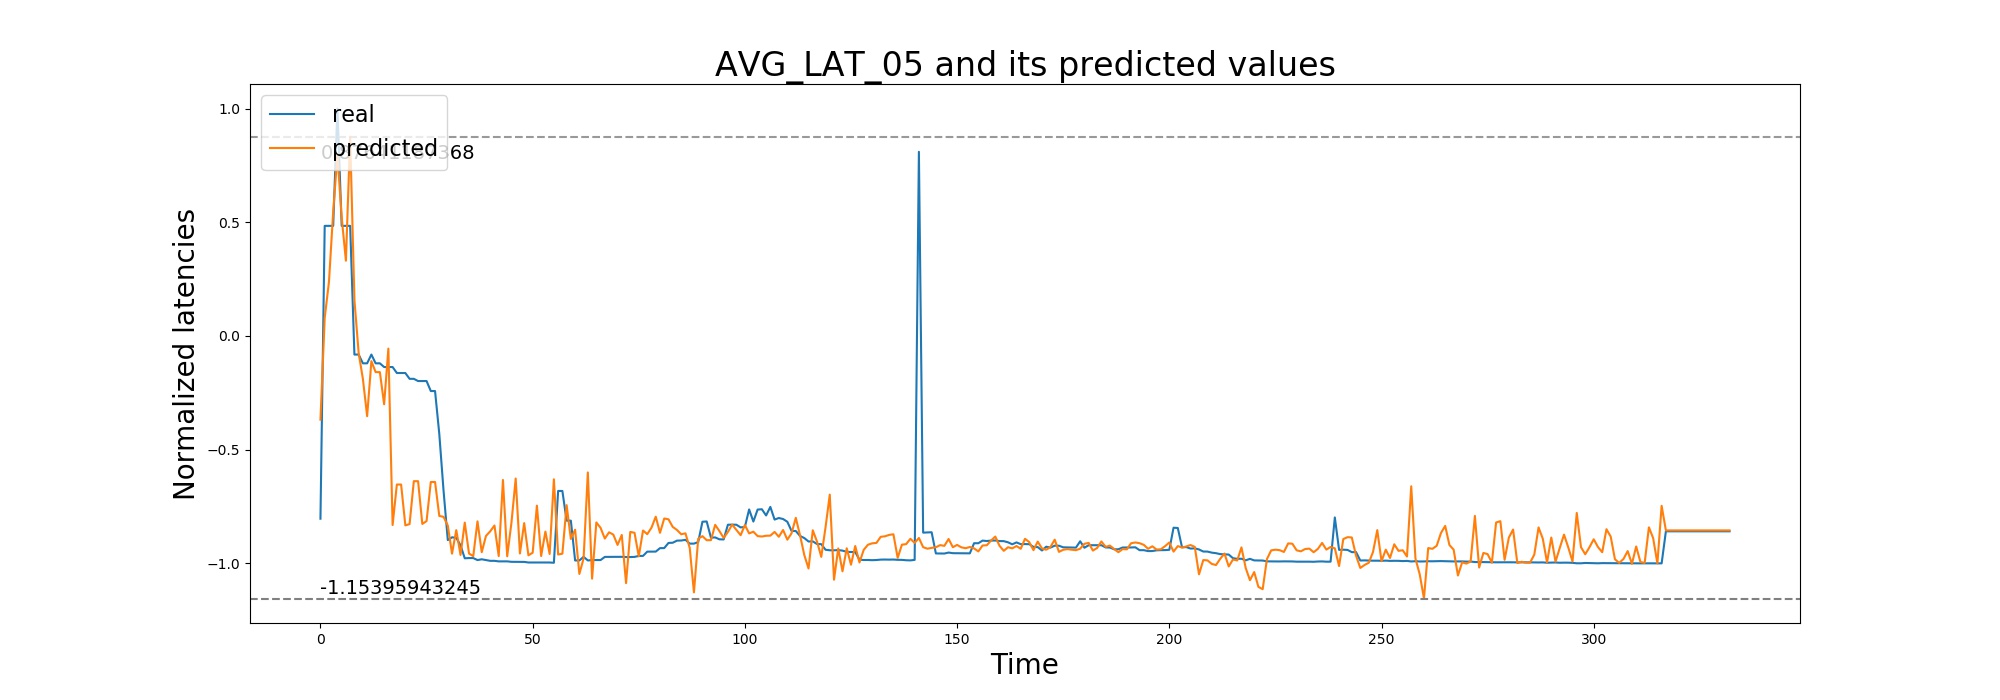 AVG_LAT_05 and its predicted values
real
predicted
-1.15395943245
Normalized latencies
1.0
0.5
0.0
−0.5
−1.0
0
50
100
150
200
250
300
Time